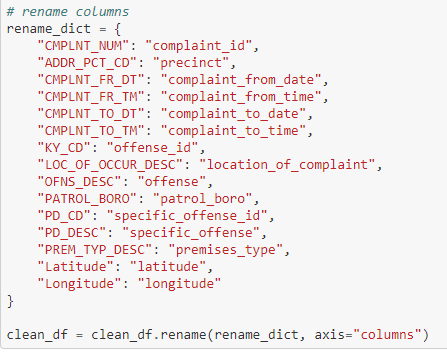 # rename columns
rename_dict = {
    "CMPLNT_NUM": "complaint_id",
    "ADDR_PCT_CD": "precinct",
    "CMPLNT_FR_DT": "complaint_from_date",
    "CMPLNT_FR_TM": "complaint_from_time",
    "CMPLNT_TO_DT": "complaint_to_date",
    "CMPLNT_TO_TM": "complaint_to_time",
    "KY_CD": "offense_id",
    "LOC_OF_OCCUR_DESC": "location_of_complaint",
    "OFNS_DESC": "offense",
    "PATROL_BORO": "patrol_boro",
    "PD_CD": "specific_offense_id",
    "PD_DESC": "specific_offense",
    "PREM_TYP_DESC": "premises_type",
    "Latitude": "latitude",
    "Longitude": "longitude"
}
clean_df = clean_df.rename(rename_dict, axis="columns")